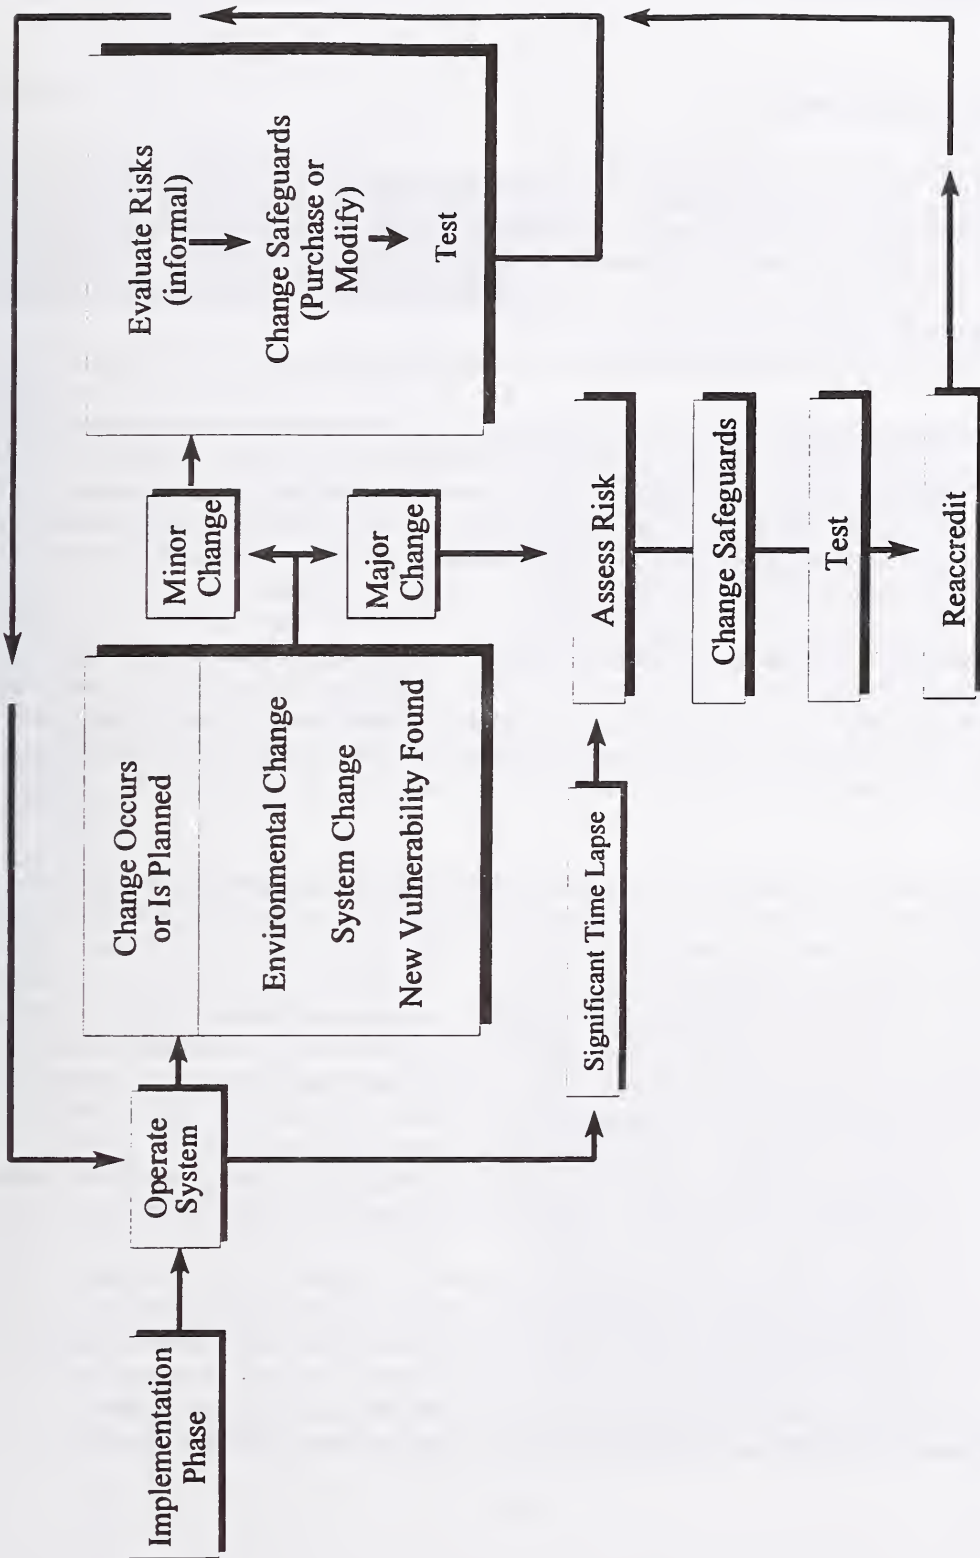 Implementation
Phase
Operate
System
Change Occurs
or Is Planned
Environmental Change
System Change
New Vulnerability Found
Minor
Change
Major
Change
Evaluate Risks
(informal)
Change Safeguards
(Purchase or
Modify)
Test
Significant Time Lapse
Assess Risk
Change Safeguards
Test
Reaccredit